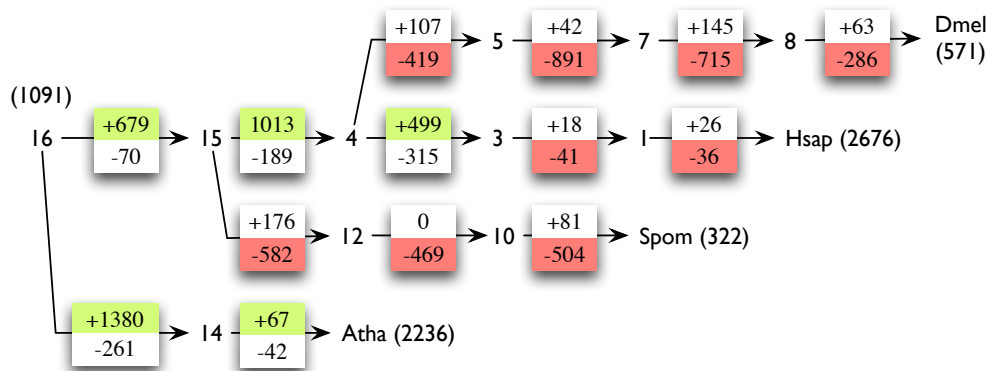 +107 +42 +145 +63 Dmel
5 7 8
-419 -891 -715 -286 (571)
(1091)
+679 1013 +499 +18 +26
16 15 4 3 1 Hsap (2676)
-70 -189 -315 -41 -36
+176 0 +81
12 10 Spom (322)
-582 -469 -504
+1380 +67
14 Atha (2236)
-261 -42